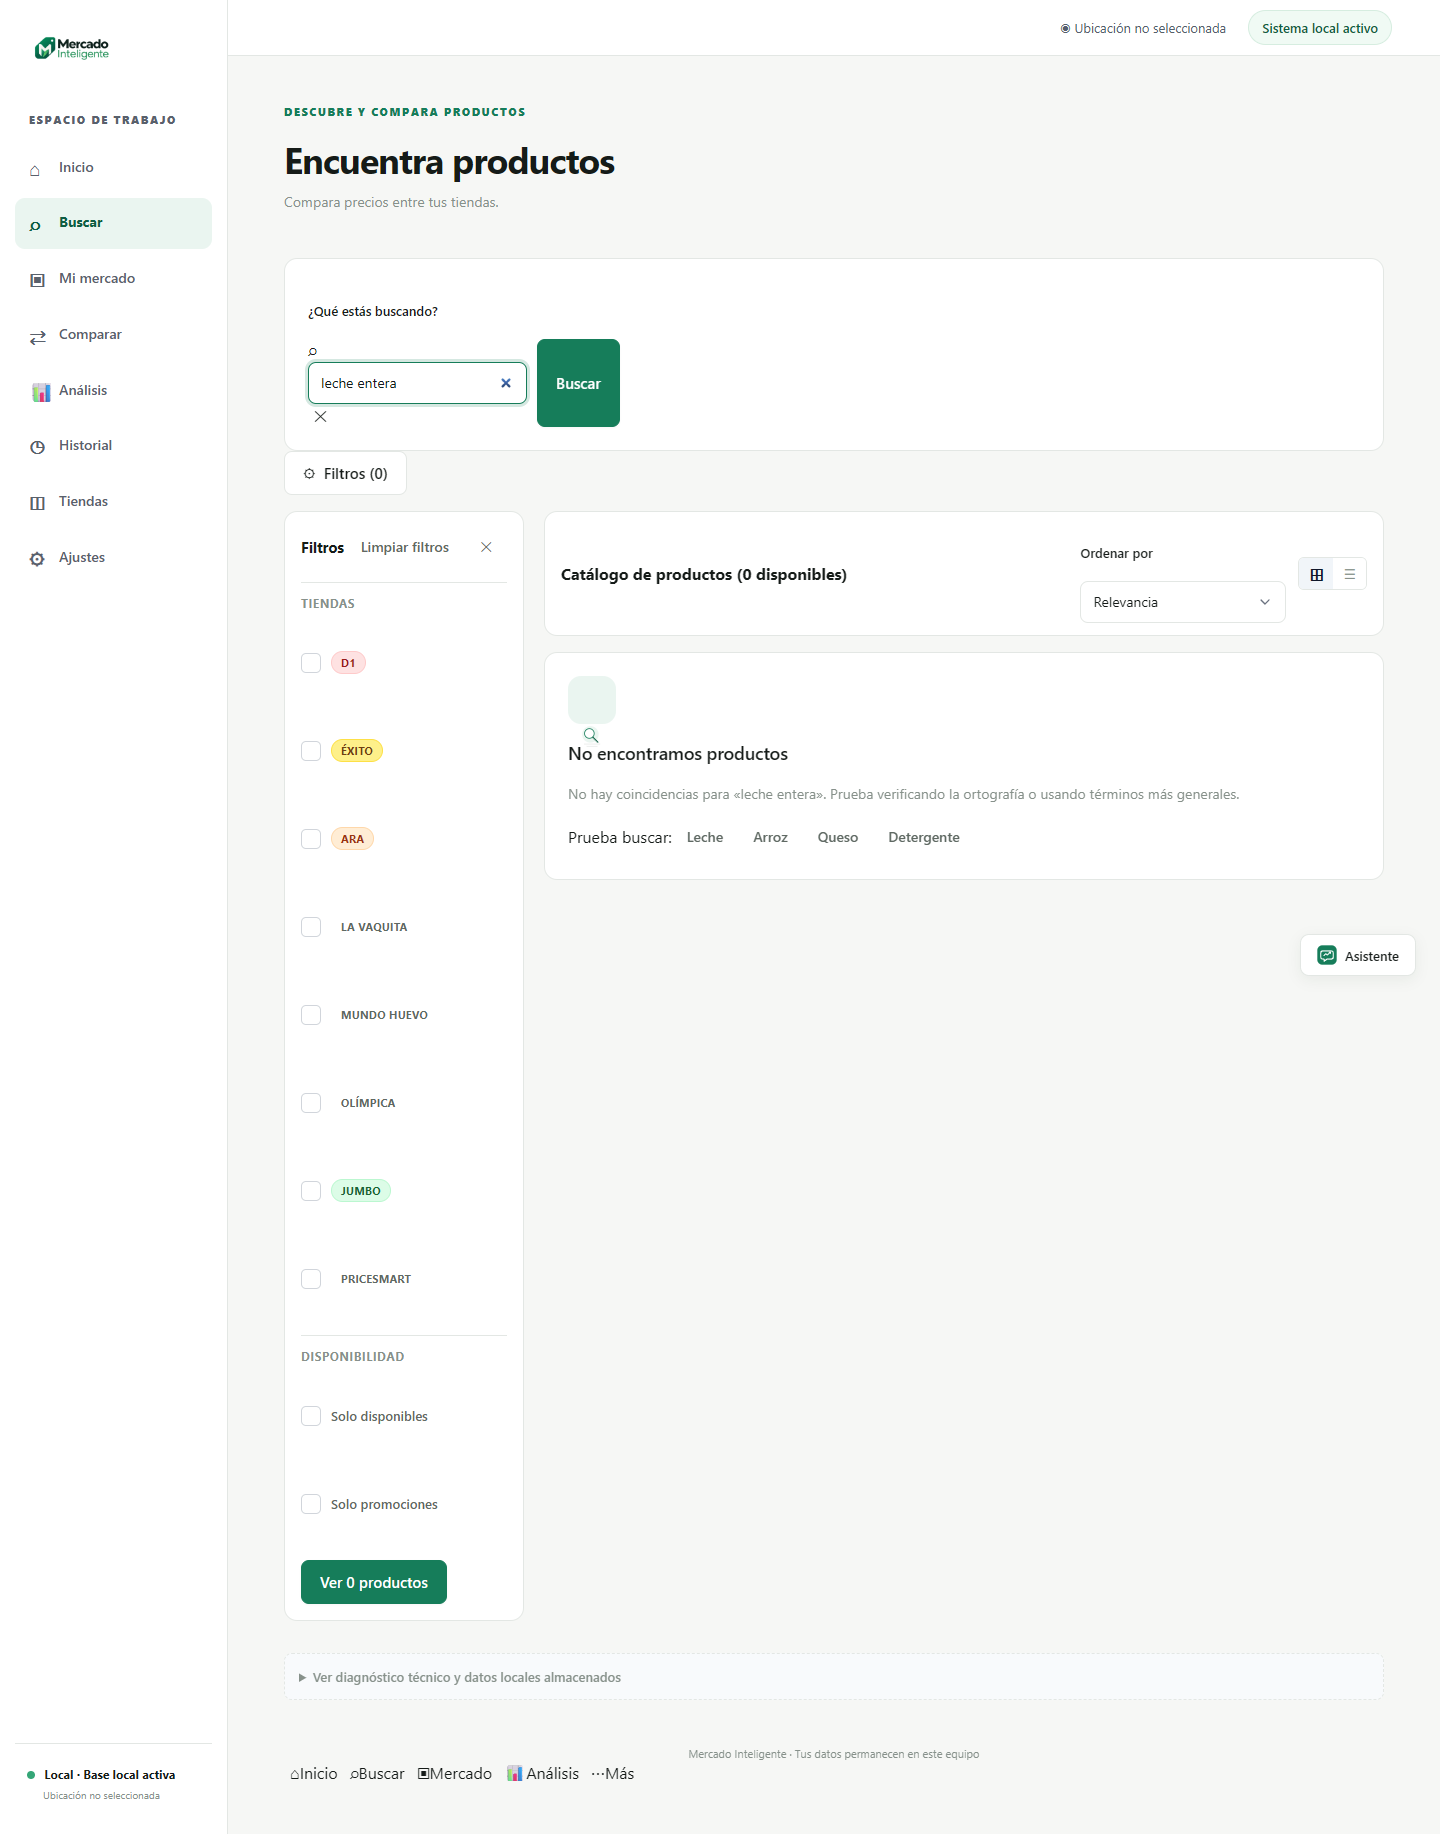 Mercado
Inteligente
Ubicación no seleccionada
Sistema local activo
ESPACIO DE TRABAJO
Inicio
Buscar
Mi mercado
Comparar
Análisis
Historial
Tiendas
Ajustes
DESCUBRE Y COMPARA PRODUCTOS
Encuentra productos
Compara precios entre tus tiendas.
¿Qué estás buscando?
leche entera
Buscar
Filtros (0)
Filtros Limpiar filtros
TIENDAS
D1
ÉXITO
ARA
LA VAQUITA
MUNDO HUEVO
OLÍMPICA
JUMBO
PRICESMART
DISPONIBILIDAD
Solo disponibles
Solo promociones
Ver 0 productos
Catálogo de productos (0 disponibles)
Ordenar por
Relevancia
No encontramos productos
No hay coincidencias para «leche entera». Prueba verificando la ortografía o usando términos más generales.
Prueba buscar: Leche Arroz Queso Detergente
Asistente
Ver diagnóstico técnico y datos locales almacenados
Mercado Inteligente · Tus datos permanecen en este equipo
Inicio Buscar Mercado Análisis ···Más
Local · Base local activa
Ubicación no seleccionada